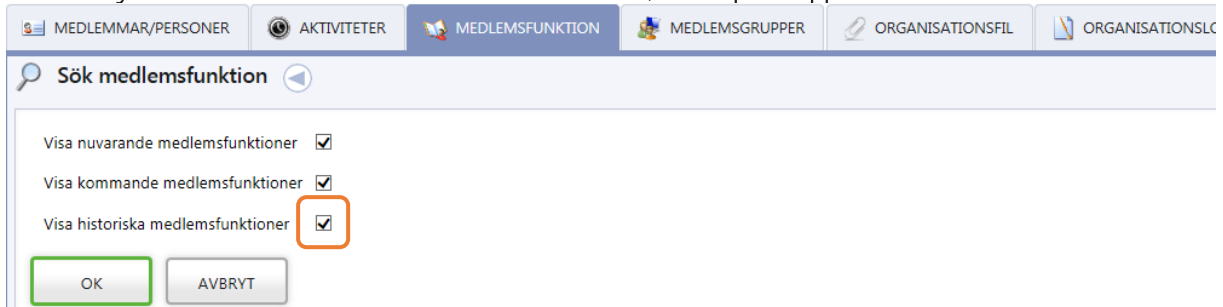 MEDLEMMAR/PERSONER AKTIVITETER MEDLEMSFUNKTION MEDLEMSGRUPPER ORGANISATIONSFIL
Sök medlemsfunktion
Visa nuvarande medlemsfunktioner
Visa kommande medlemsfunktioner
Visa historiska medlemsfunktioner
OK AVBRYT